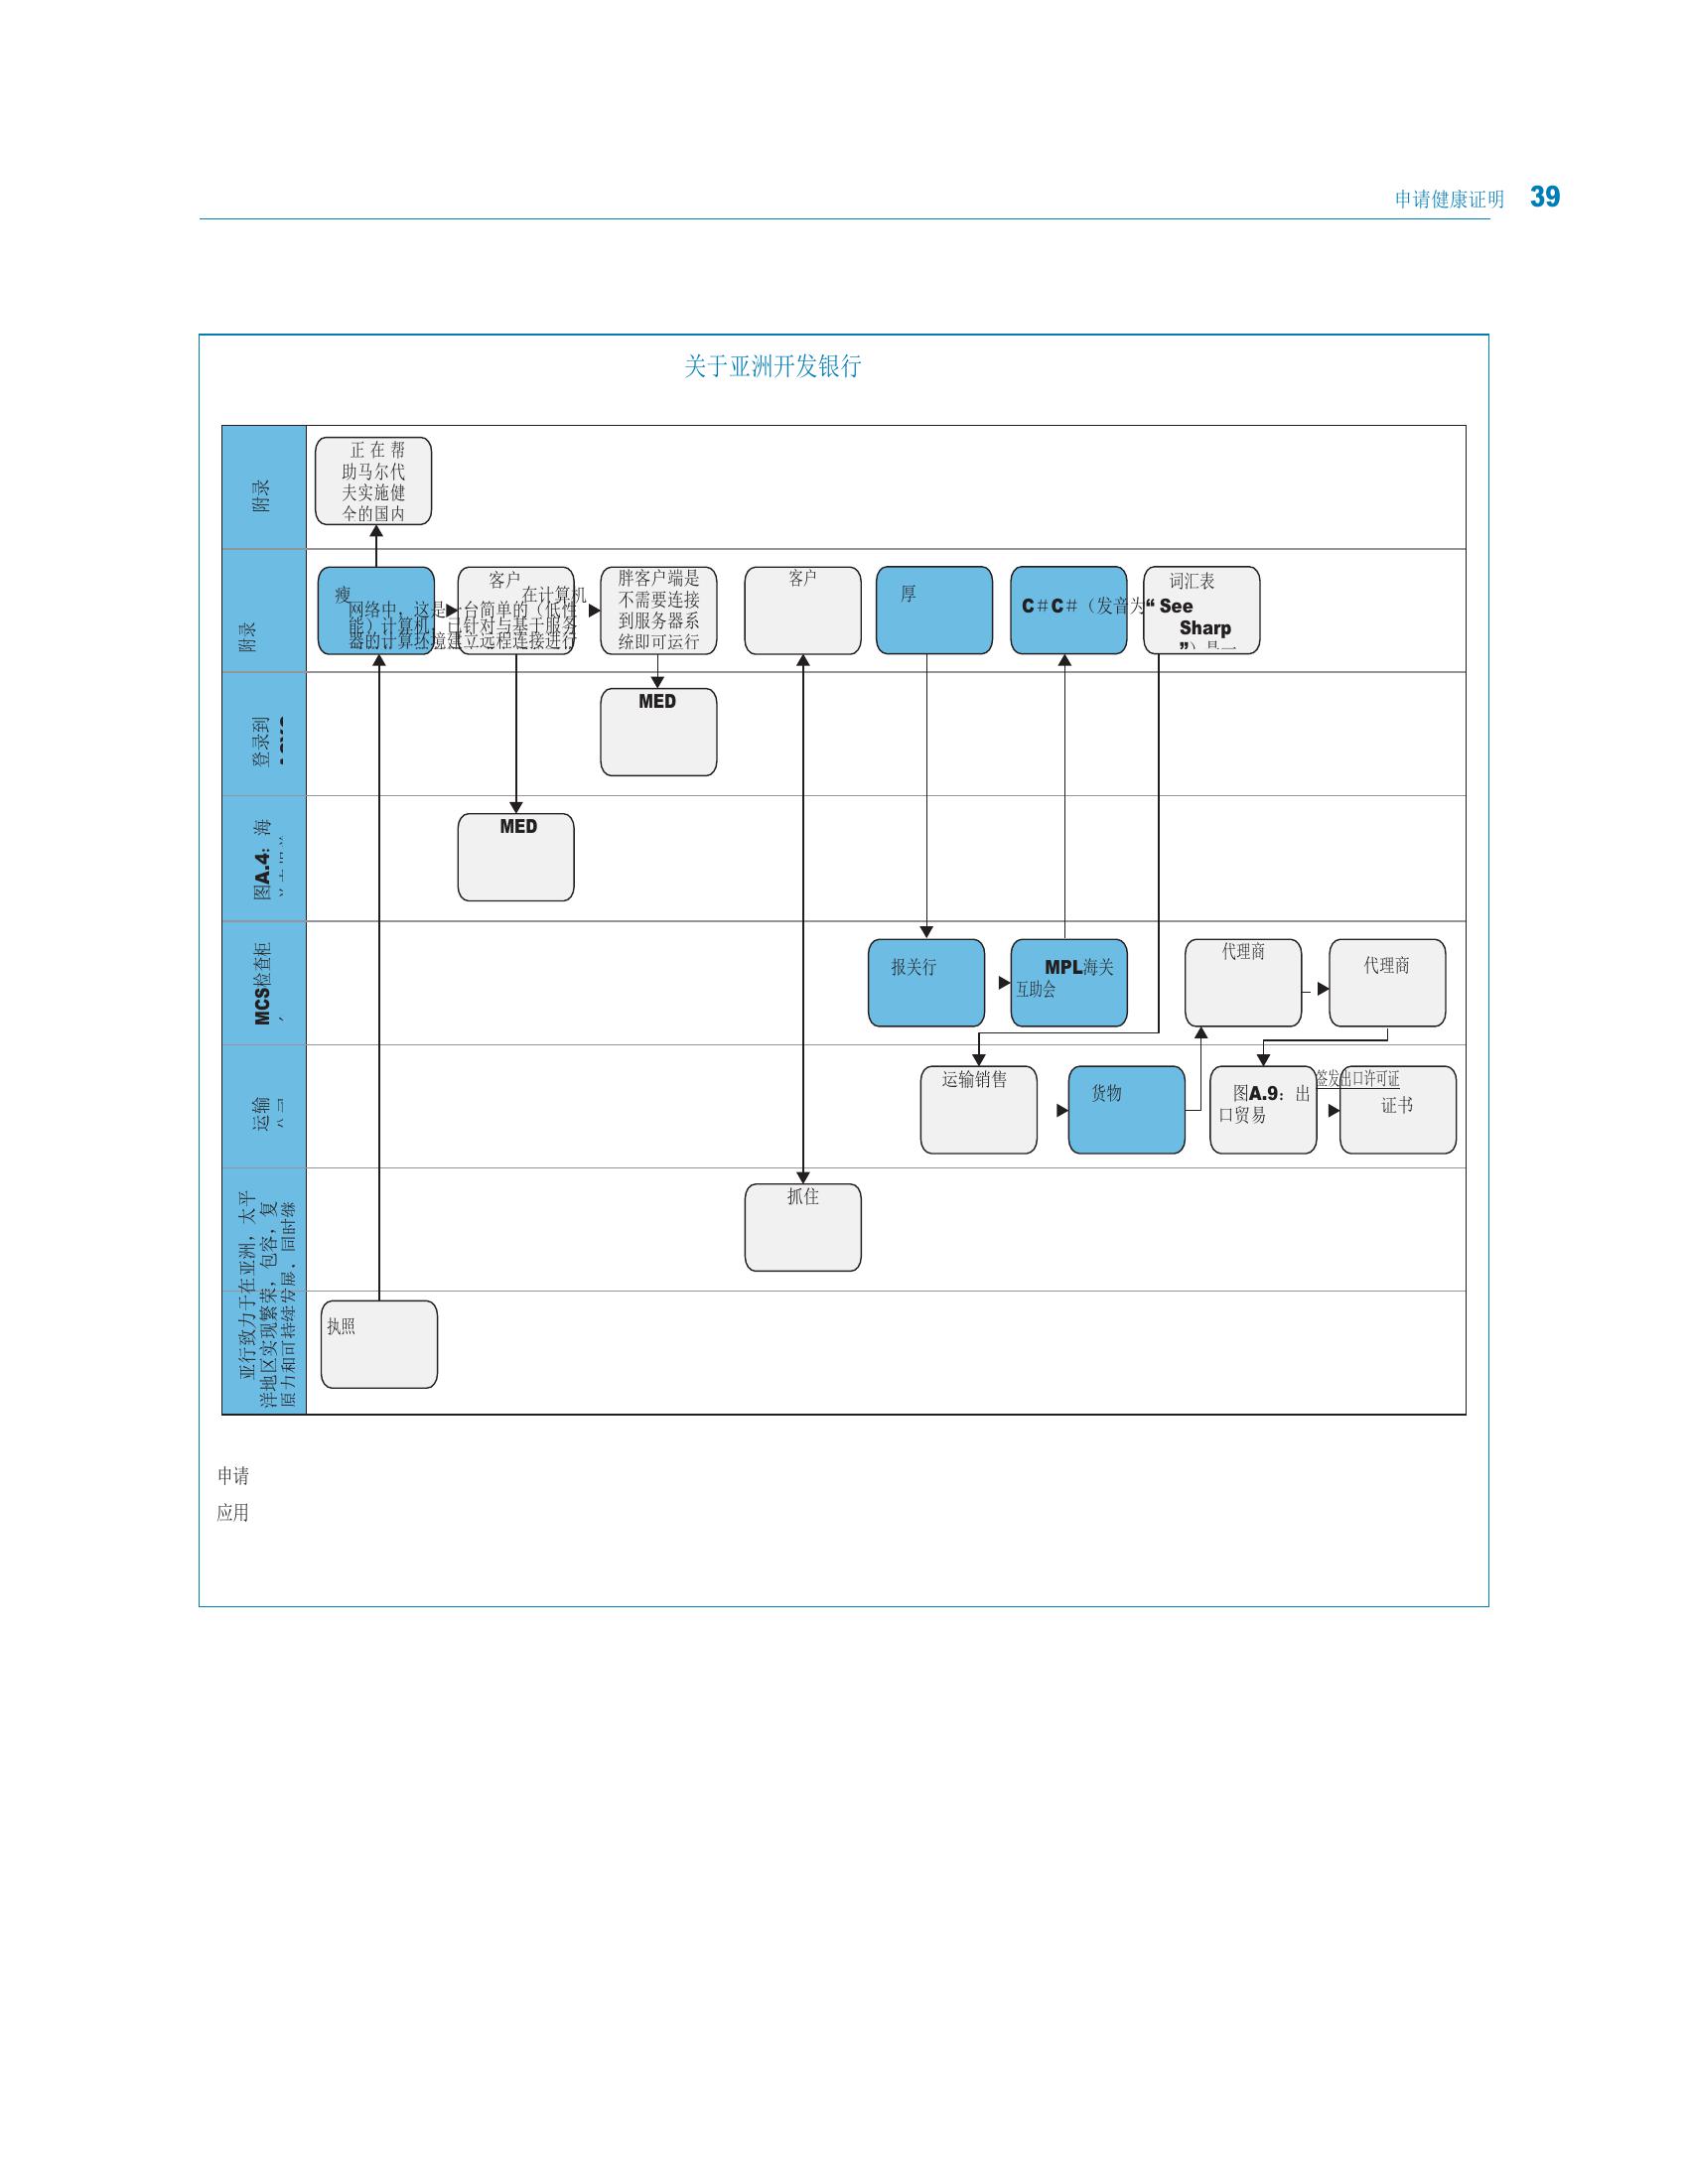 申请健康证明 39
关于亚洲开发银行
附录
正在帮
助马尔代
夫实施健
全的国内
附录
瘦
网络中，这是一台简单的（低性
能）计算机，已针对与基于服务
器的计算环境建立远程连接进行
客户
在计算机
胖客户端是
不需要连接
到服务器系
统即可运行
客户
厚
C#C#（发音为“ See
Sharp
词汇表
登录到
MED
图A.4：海
MED
MCS检查柜
报关行
MPL海关
互助会
代理商
代理商
运输
运输销售
货物
图A.9：出
口贸易
签发出口许可证
证书
亚行致力于在亚洲，太平
洋地区实现繁荣，包容，复
原力和可持续发展，同时继
抓住
执照
申请
应用